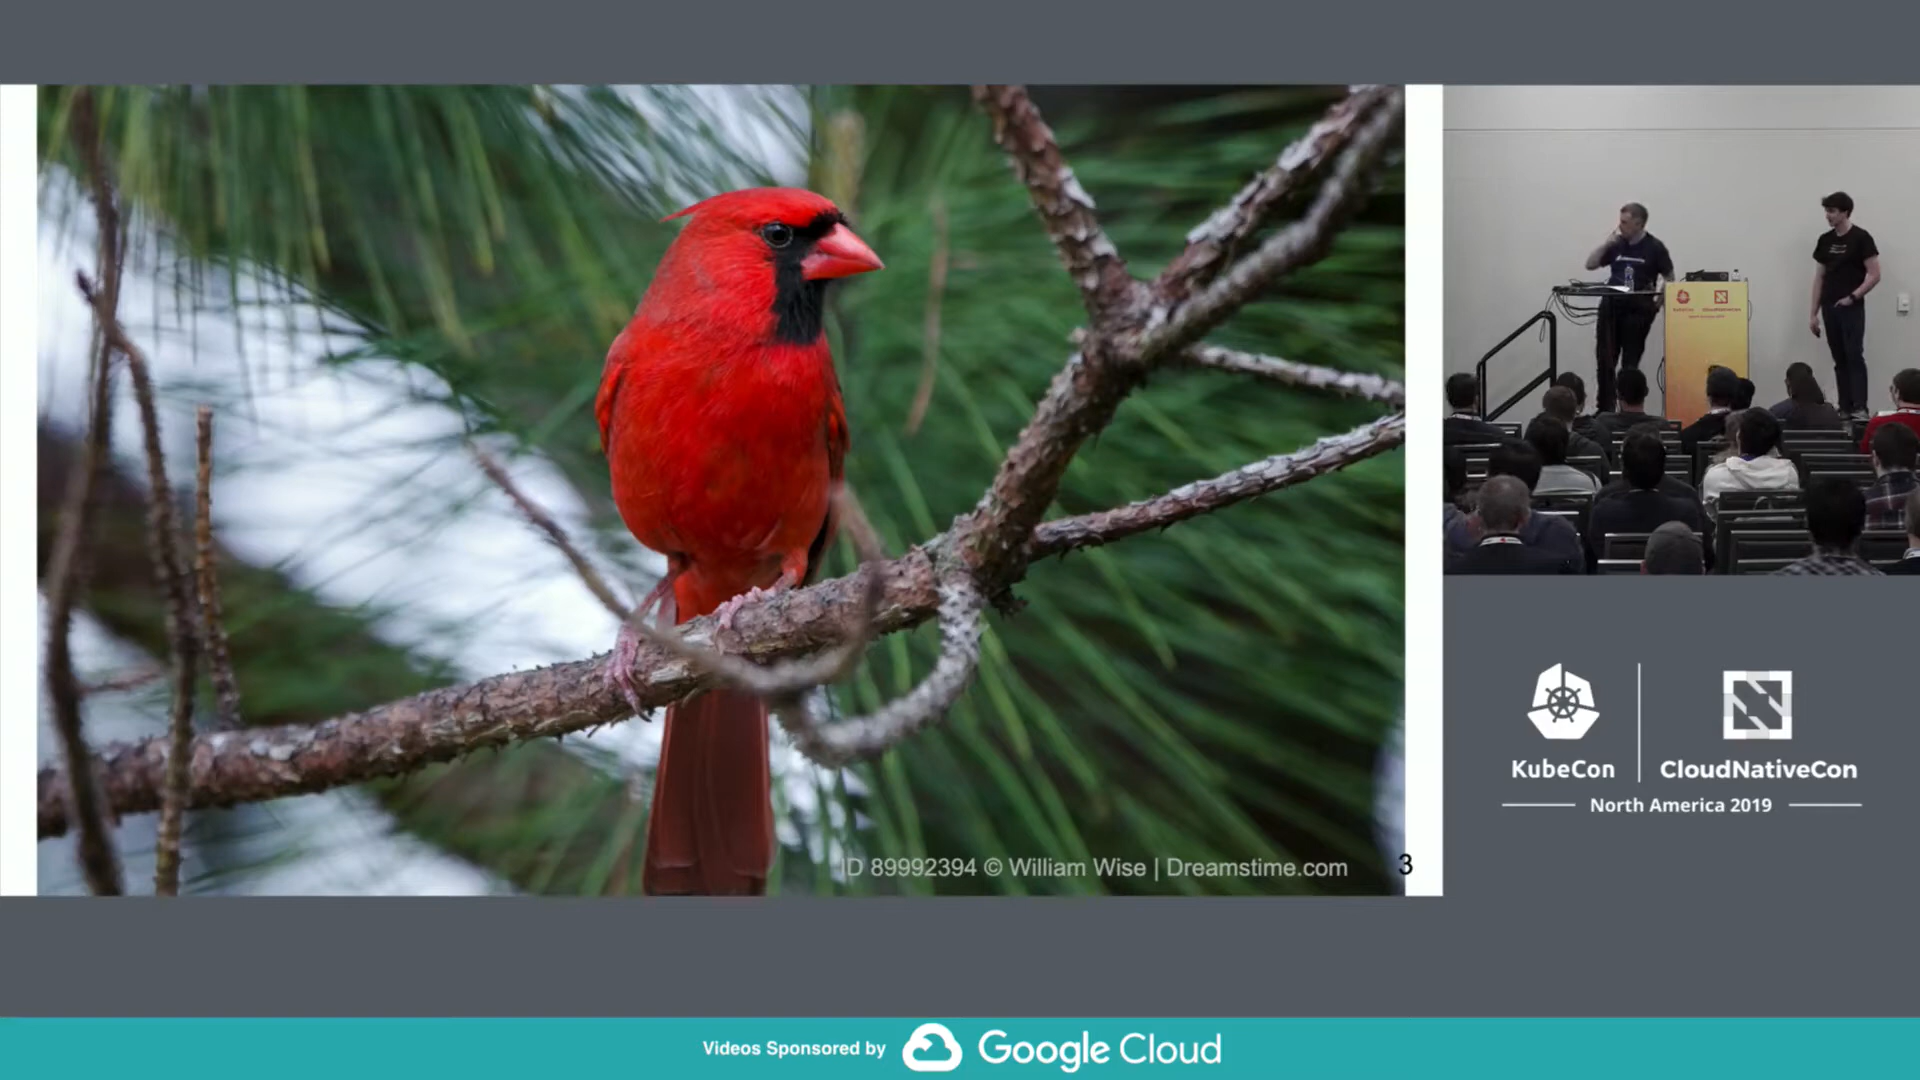 ID 89992394 © William Wise | Dreamstime.com
3
KubeCon
CloudNativeCon
North America 2019
Videos Sponsored by Google Cloud